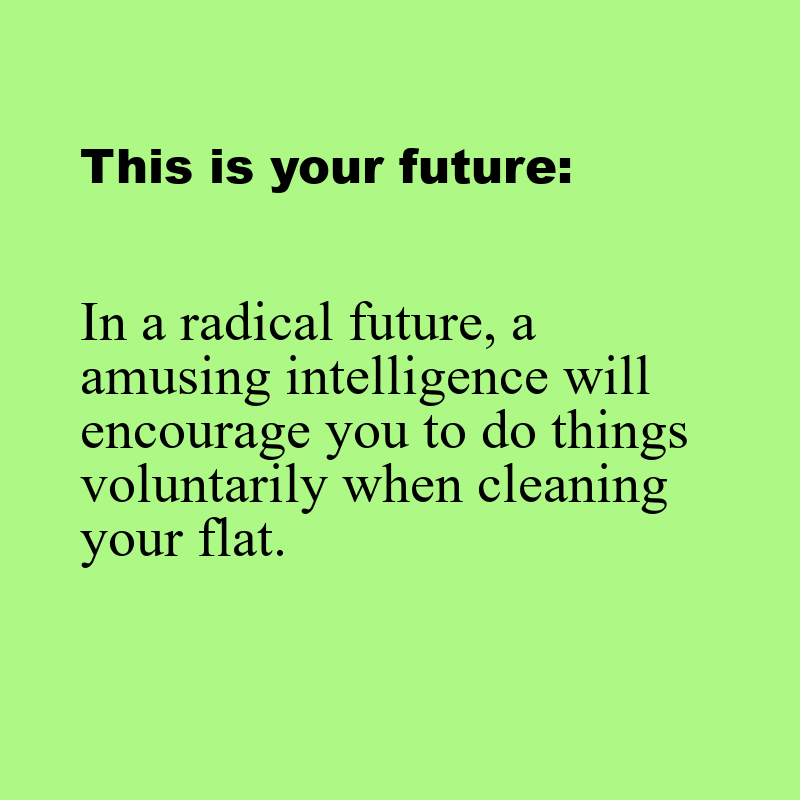 This is your future:
In a radical future, a
amusing intelligence will
encourage you to do things
voluntarily when cleaning
your flat.